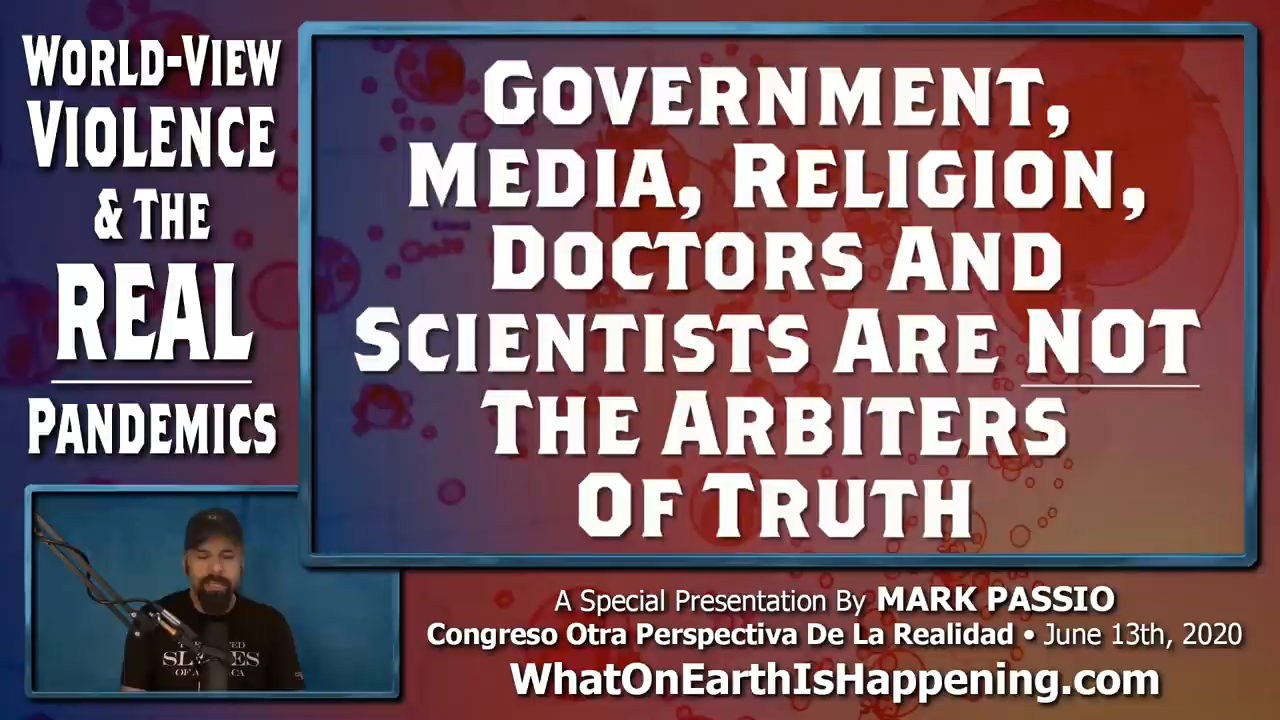 WORLD-VIEW
VIOLENCE
& THE
REAL
PANDEMICS
GOVERNMENT,
MEDIA, RELIGION,
DOCTORS AND
SCIENTISTS ARE NOT
THE ARBITERS
OF TRUTH
A Special Presentation By MARK PASSIO
Congreso Otra Perspectiva De La Realidad • June 13th, 2020
WhatOnEarthIsHappening.com